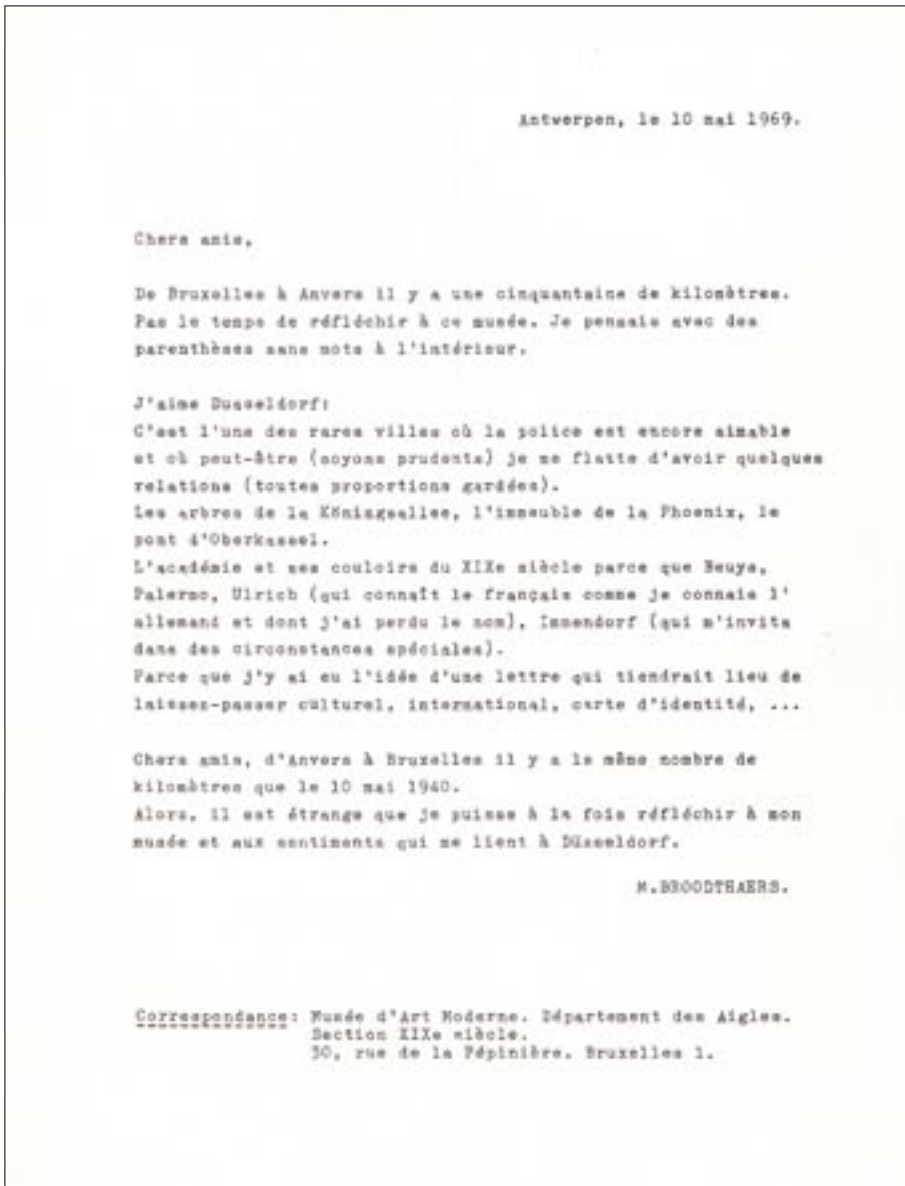 Antwerpen, le 10 mai 1969.
Chers amis,
De Bruxelles à Anvers il y a une cinquantaine de kilomètres.
Pas le temps de réfléchir à ce musée. Je pensais avec des
parenthèses sans mots à l'intérieur.
J'aime Dusseldorf:
C'est l'une des rares villes où la police est encore aimable
et où peut-être (soyons prudents) je me flatte d'avoir quelques
relations (toutes proportions gardées).
Les arbres de la Königsallee, l'immeuble de la Phoenix, le
pont d'Oberkassel.
L'académie et ses couloirs du XIXe siècle parce que Beuys,
Palermo, Ulrich (qui connaît le français comme je connais l'
allemand et dont j'ai perdu le nom), Immendorf (qui m'invita
dans des circonstances spéciales).
Parce que j'y ai eu l'idée d'une lettre qui tiendrait lieu de
laissez-passer culturel, international, carte d'identité, ...
Chers amis, d'Anvers à Bruxelles il y a le même nombre de
kilomètres que le 10 mai 1940.
Alors, il est étrange que je puisse à la fois réfléchir à mon
musée et aux sentiments qui me lient à Düsseldorf.
M.BROODTHAERS.
Correspondance: Musée d'Art Moderne. Département des Aigles.
Section XIXe siècle.
30, rue de la Pépinière. Bruxelles 1.